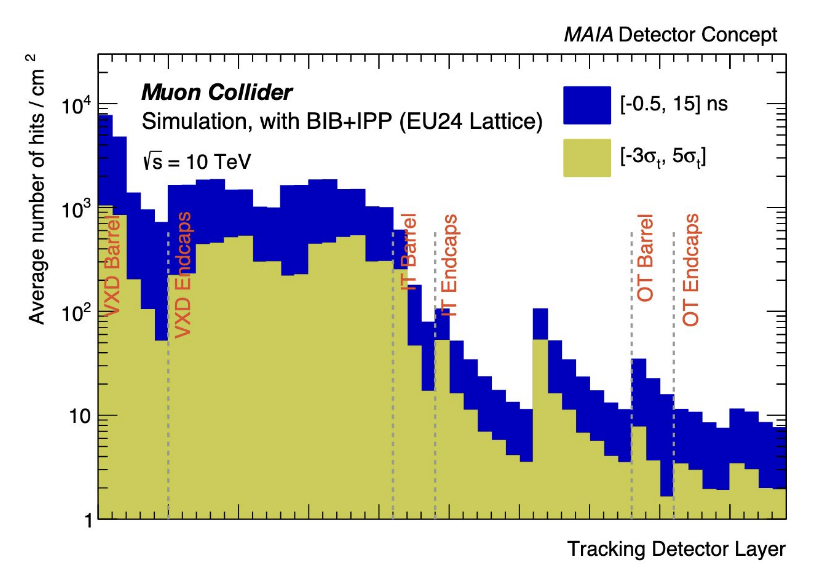 MAIA Detector Concept
Average number of hits / cm²
Muon Collider
Simulation, with BIB+IPP (EU24 Lattice)
√s = 10 TeV
[-0.5, 15] ns
[-3σt, 5σt]
10⁴
10³
10²
10
1
VXD Barrel
VXD Endcaps
IT Barrel
IT Endcaps
OT Barrel
OT Endcaps
Tracking Detector Layer